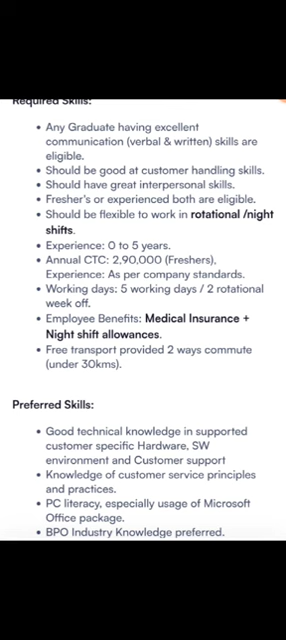 Required Skills:
Any Graduate having excellent
communication (verbal & written) skills are
eligible.
Should be good at customer handling skills.
Should have great interpersonal skills.
Fresher's or experienced both are eligible.
Should be flexible to work in rotational /night
shifts.
Experience: 0 to 5 years.
Annual CTC: 2,90,000 (Freshers),
Experience: As per company standards.
Working days: 5 working days / 2 rotational
week off.
Employee Benefits: Medical Insurance +
Night shift allowances.
Free transport provided 2 ways commute
(under 30kms).
Preferred Skills:
Good technical knowledge in supported
customer specific Hardware, SW
environment and Customer support
Knowledge of customer service principles
and practices.
PC literacy, especially usage of Microsoft
Office package.
BPO Industry Knowledge preferred.